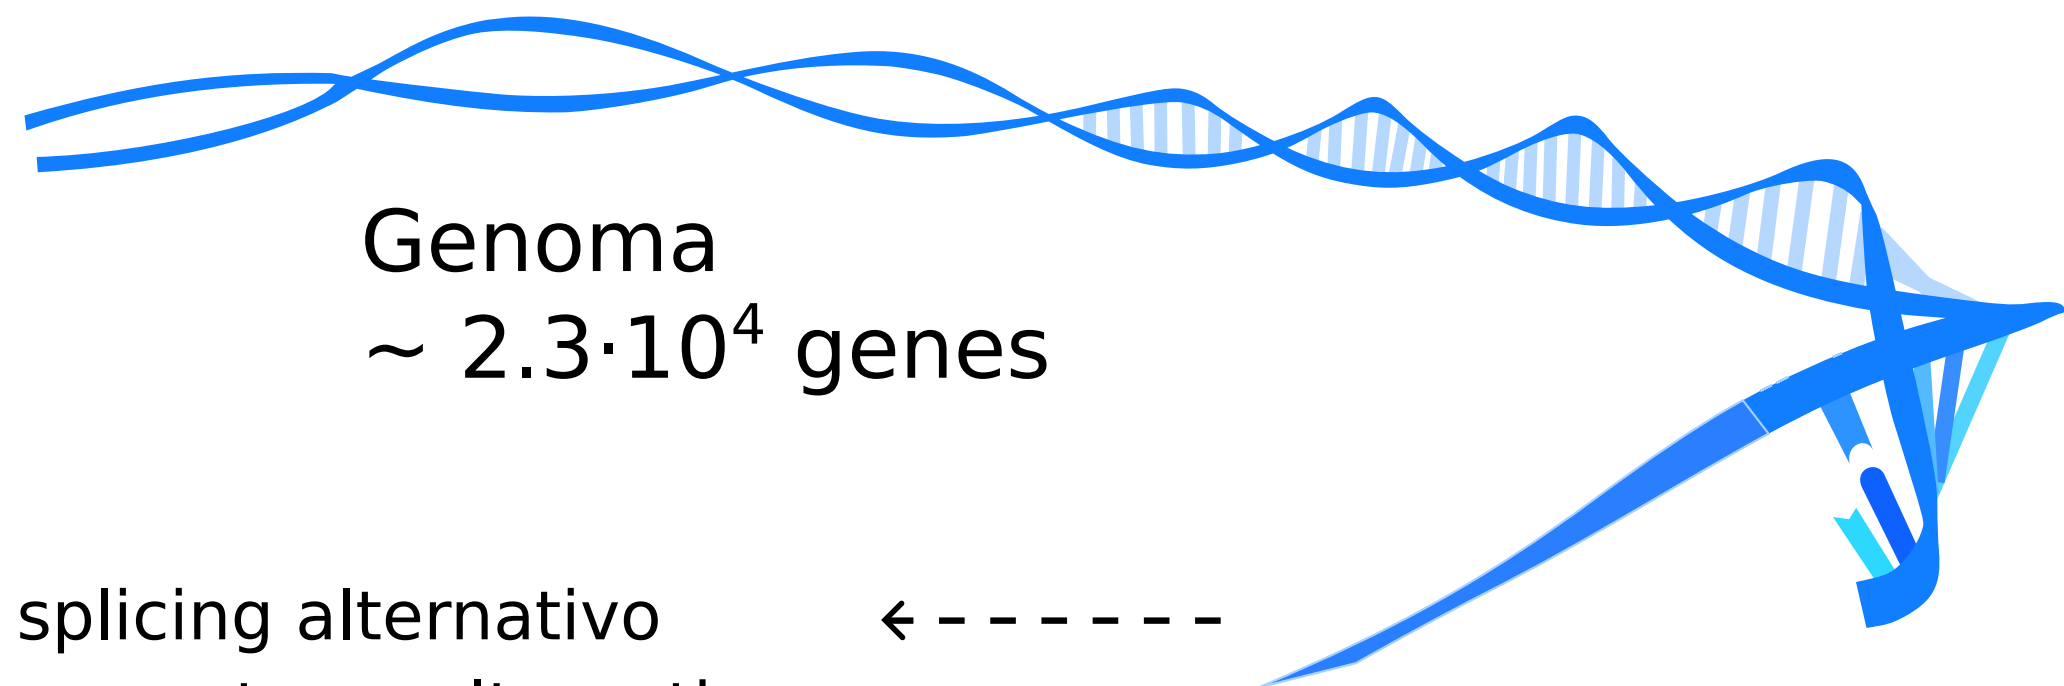 Genoma
~ 2.3·10⁴ genes
splicing alternativo